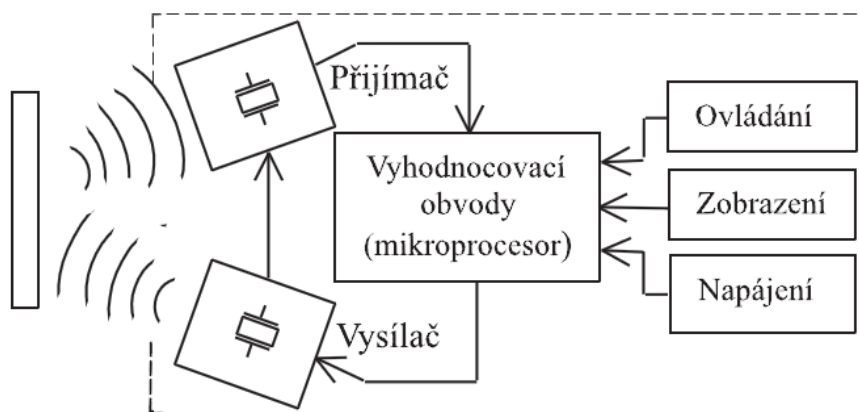 Přijímač
Ovládání
Vyhodnocovací
obvody
(mikroprocesor)
Zobrazení
Napájení
Vysílač